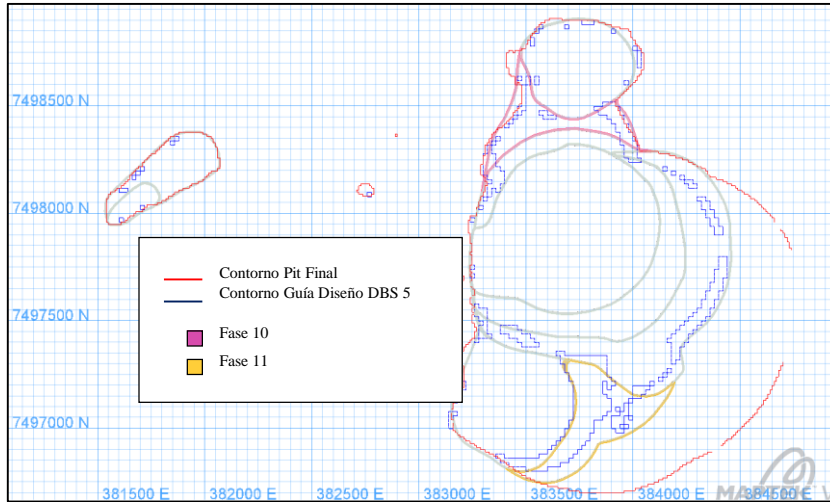 7498500 N
7498000 N
Contorno Pit Final
Contorno Guía Diseño DBS 5
Fase 10
Fase 11
7497500 N
7497000 N
381500 E
382000 E
382500 E
383000 E
383500 E
384000 E
384500 E